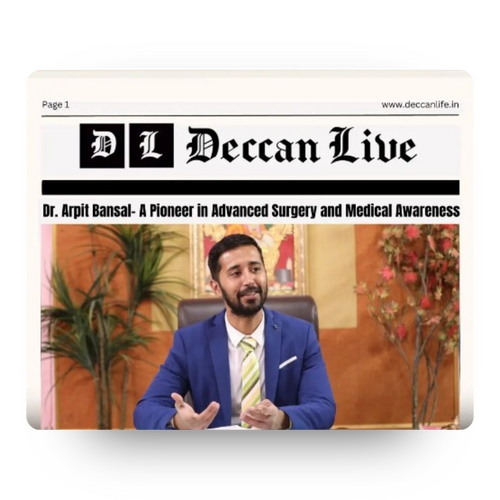 Page 1
www.deccanlife.in
D L Deccan Live
Dr. Arpit Bansal- A Pioneer in Advanced Surgery and Medical Awareness